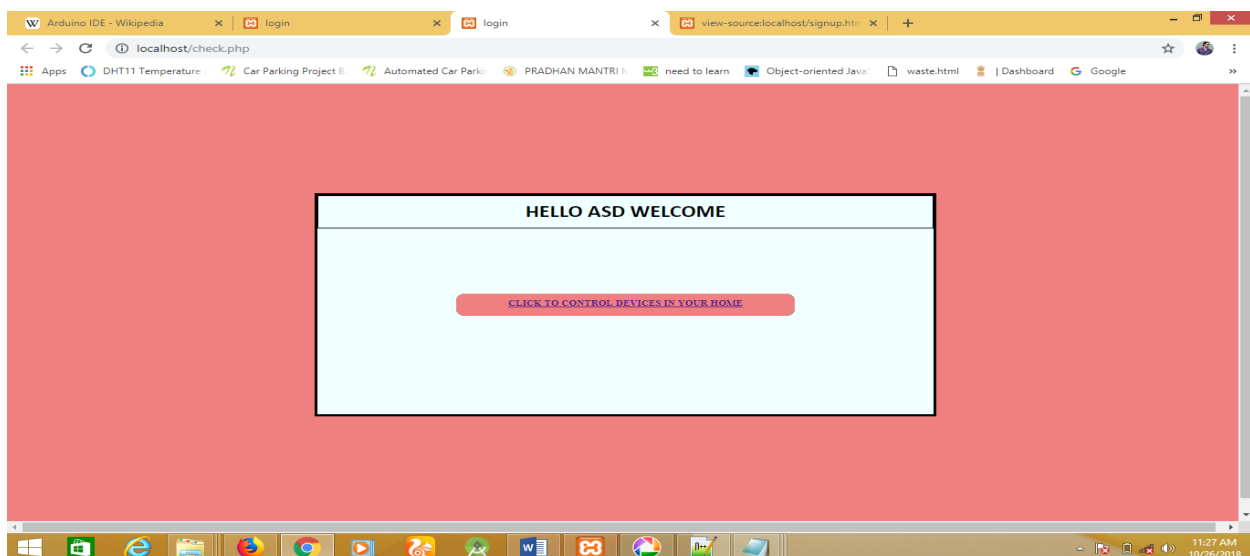 Arduino IDE - Wikipedia
login
login
view-source:localhost/signup.htm
localhost/check.php
Apps
DHT11 Temperature
Car Parking Project B
Automated Car Parki
PRADHAN MANTRI
need to learn
Object-oriented Java
waste.html
| Dashboard
Google
HELLO ASD WELCOME
CLICK TO CONTROL DEVICES IN YOUR HOME
11:27 AM
10/26/2018